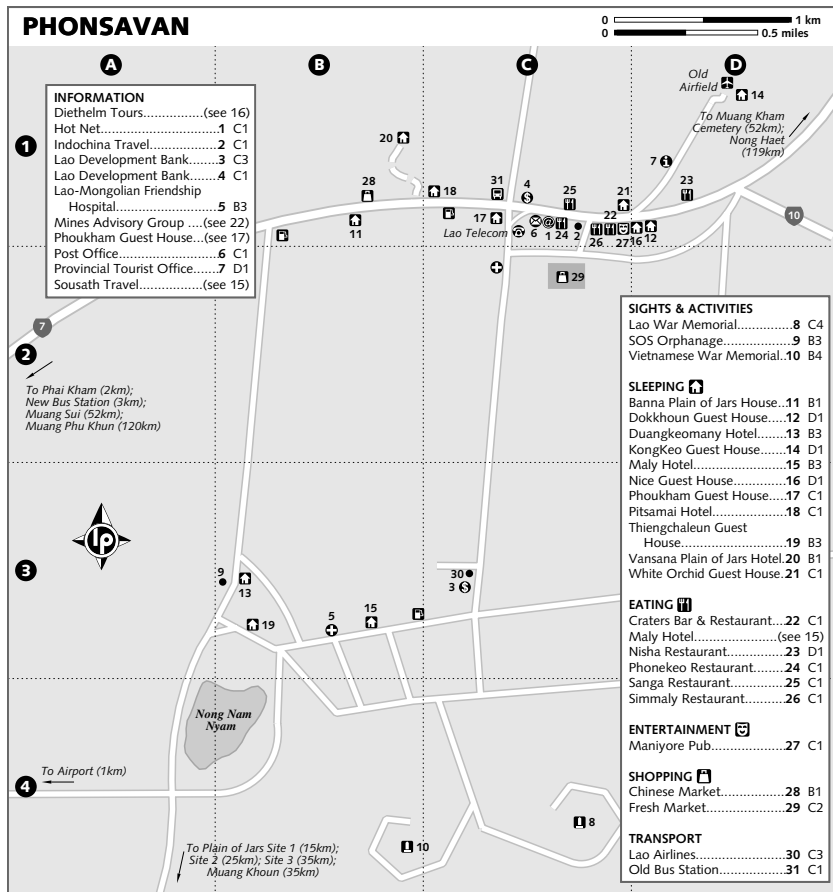 PHONSAVAN
0 1 km
0 0.5 miles
A B C D
1
2
3
4
INFORMATION
Diethelm Tours................(see 16)
Hot Net.........................1 C1
Indochina Travel..............2 C1
Lao Development Bank....3 C3
Lao Development Bank....4 C1
Lao-Mongolian Friendship
Hospital.......................5 B3
Mines Advisory Group ....(see 22)
Phoukham Guest House...(see 17)
Post Office......................6 C1
Provincial Tourist Office.....7 D1
Sousath Travel.................(see 15)
Old
Airfield
14
To Muang Kham
Cemetery (52km);
Nong Haet
(119km)
20
7
28
18
31
4
25
21
23
22
11
17
Lao Telecom
6
1
24
2
26
27
16
12
10
29
7
To Phai Kham (2km);
New Bus Station (3km);
Muang Sui (52km);
Muang Phu Khun (120km)
lp
9
13
30
3
19
5
15
Nong Nam
Nyam
To Airport (1km)
10
8
To Plain of Jars Site 1 (15km);
Site 2 (25km); Site 3 (35km);
Muang Khoun (35km)
SIGHTS & ACTIVITIES
Lao War Memorial...............8 C4
SOS Orphanage..................9 B3
Vietnamese War Memorial..10 B4
SLEEPING
Banna Plain of Jars House..11 B1
Dokkhoun Guest House....12 D1
Duangkeomany Hotel.......13 B3
KongKeo Guest House......14 D1
Maly Hotel.......................15 B3
Nice Guest House..............16 D1
Phoukham Guest House....17 C1
Pitsamai Hotel..................18 C1
Thiengchaleun Guest
House...........................19 B3
Vansana Plain of Jars Hotel.20 B1
White Orchid Guest House.21 C1
EATING
Craters Bar & Restaurant...22 C1
Maly Hotel.......................(see 15)
Nisha Restaurant...............23 D1
Phonekeo Restaurant........24 C1
Sanga Restaurant..............25 C1
Simmaly Restaurant..........26 C1
ENTERTAINMENT
Maniyore Pub...................27 C1
SHOPPING
Chinese Market.................28 B1
Fresh Market....................29 C2
TRANSPORT
Lao Airlines......................30 C3
Old Bus Station.................31 C1